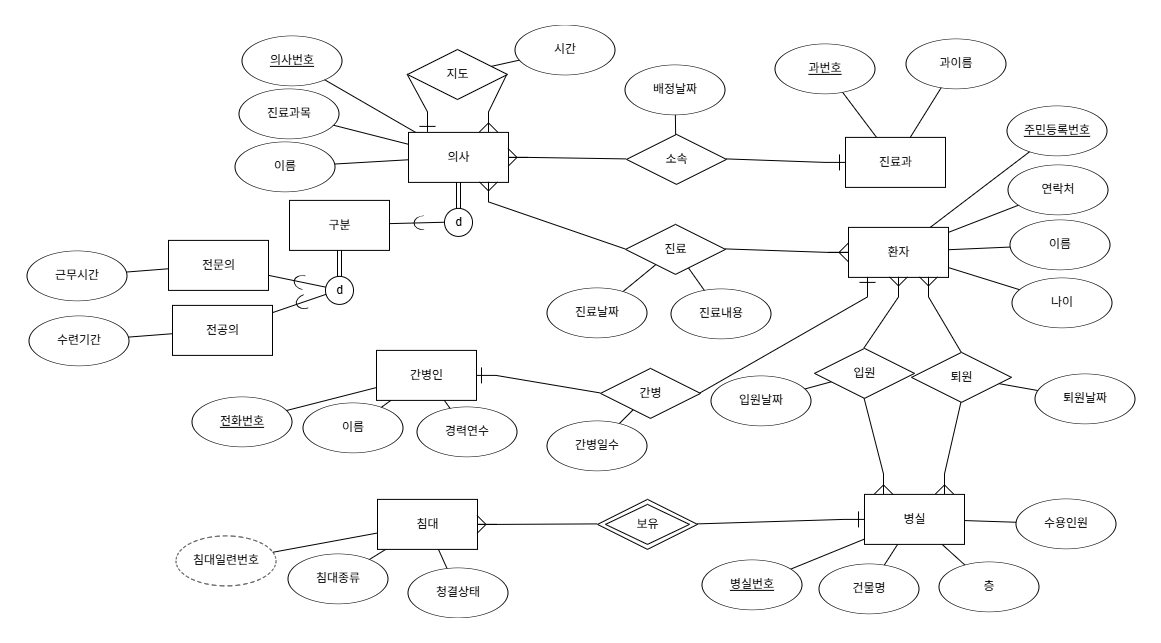 시간
의사번호
지도
과이름
과번호
배정날짜
진료과목
주민등록번호
의사
소속
진료과
이름
연락처
구분
d
진료
환자
이름
전문의
근무시간
d
나이
진료날짜
진료내용
전공의
수련기간
간병인
입원
퇴원
간병
입원날짜
퇴원날짜
전화번호
이름
경력연수
간병일수
침대
보유
병실
수용인원
침대일련번호
침대종류
청결상태
병실번호
건물명
층